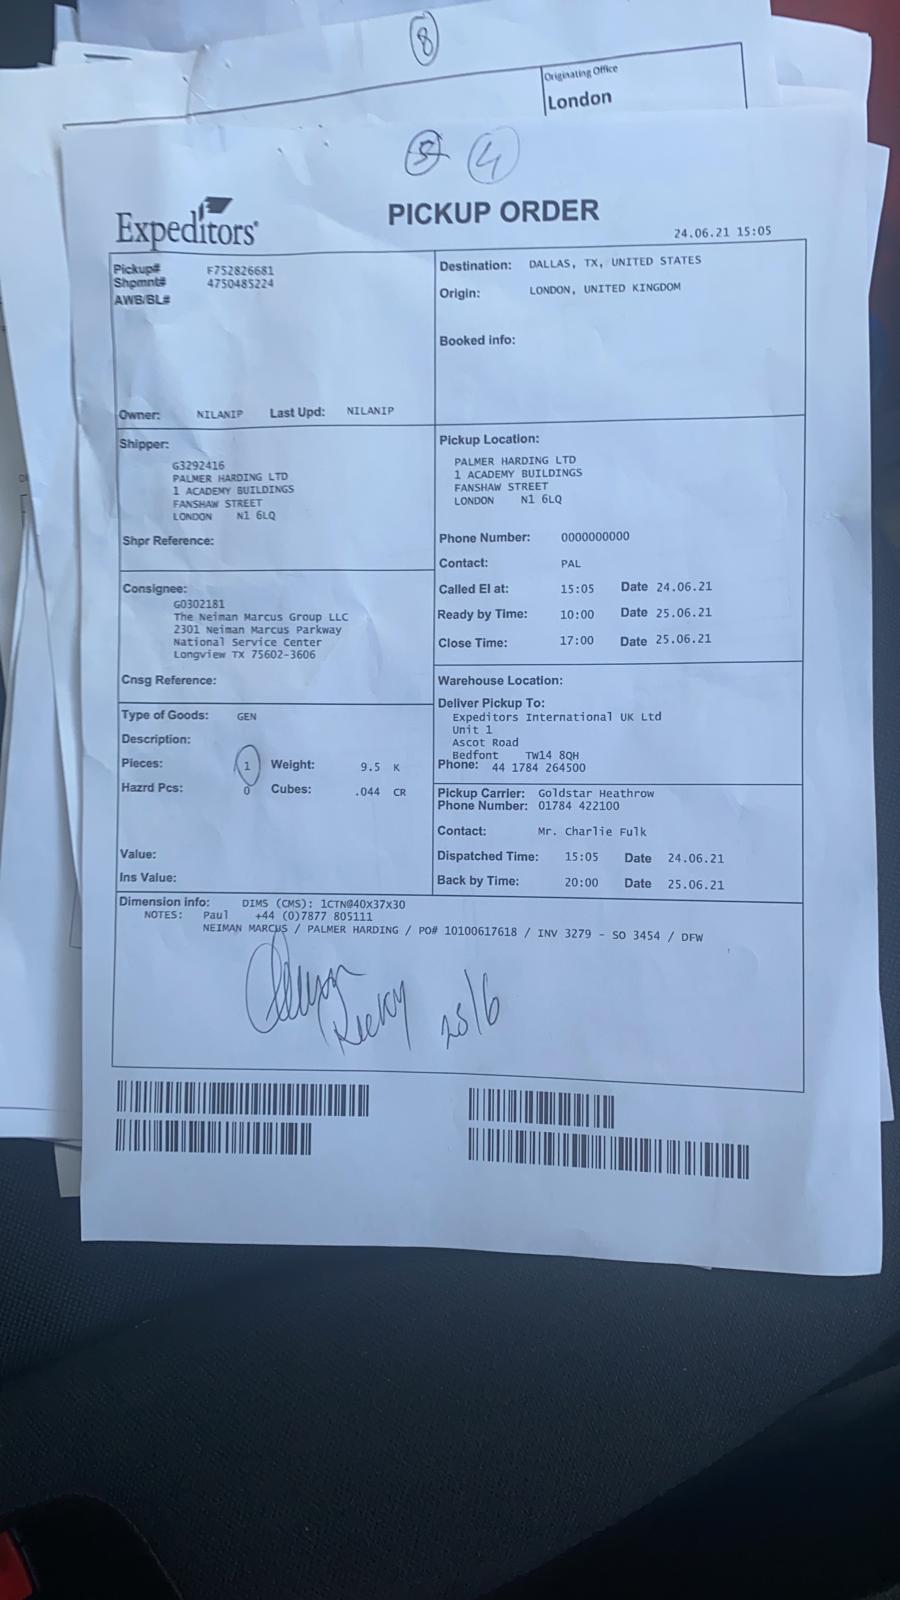 8
Originating Office
London
5 4
Expeditors
PICKUP ORDER
24.06.21 15:05
Pickup# F752826681
Shpmnt# 4750485224
AWB/BL#
Owner: NILANIP Last Upd: NILANIP
Destination: DALLAS, TX, UNITED STATES
Origin: LONDON, UNITED KINGDOM
Booked info:
Shipper:
G3292416
PALMER HARDING LTD
1 ACADEMY BUILDINGS
FANSHAW STREET
LONDON N1 6LQ
Shpr Reference:
Pickup Location:
PALMER HARDING LTD
1 ACADEMY BUILDINGS
FANSHAW STREET
LONDON N1 6LQ
Phone Number: 0000000000
Contact: PAL
Called EI at: 15:05 Date 24.06.21
Ready by Time: 10:00 Date 25.06.21
Close Time: 17:00 Date 25.06.21
Consignee:
G0302181
The Neiman Marcus Group LLC
2301 Neiman Marcus Parkway
National Service Center
Longview TX 75602-3606
Cnsg Reference:
Warehouse Location:
Deliver Pickup To:
Expeditors International UK Ltd
Unit 1
Ascot Road
Bedfont TW14 8QH
Phone: 44 1784 264500
Type of Goods: GEN
Description:
Pieces: 1 Weight: 9.5 K
Hazrd Pcs: 0 Cubes: .044 CR
Value:
Ins Value:
Pickup Carrier: Goldstar Heathrow
Phone Number: 01784 422100
Contact: Mr. Charlie Fulk
Dispatched Time: 15:05 Date 24.06.21
Back by Time: 20:00 Date 25.06.21
Dimension info: DIMS (CMS): 1CTN@40X37X30
NOTES: Paul +44 (0)7877 805111
NEIMAN MARCUS / PALMER HARDING / PO# 10100617618 / INV 3279 - SO 3454 / DFW
Ricky 25/6